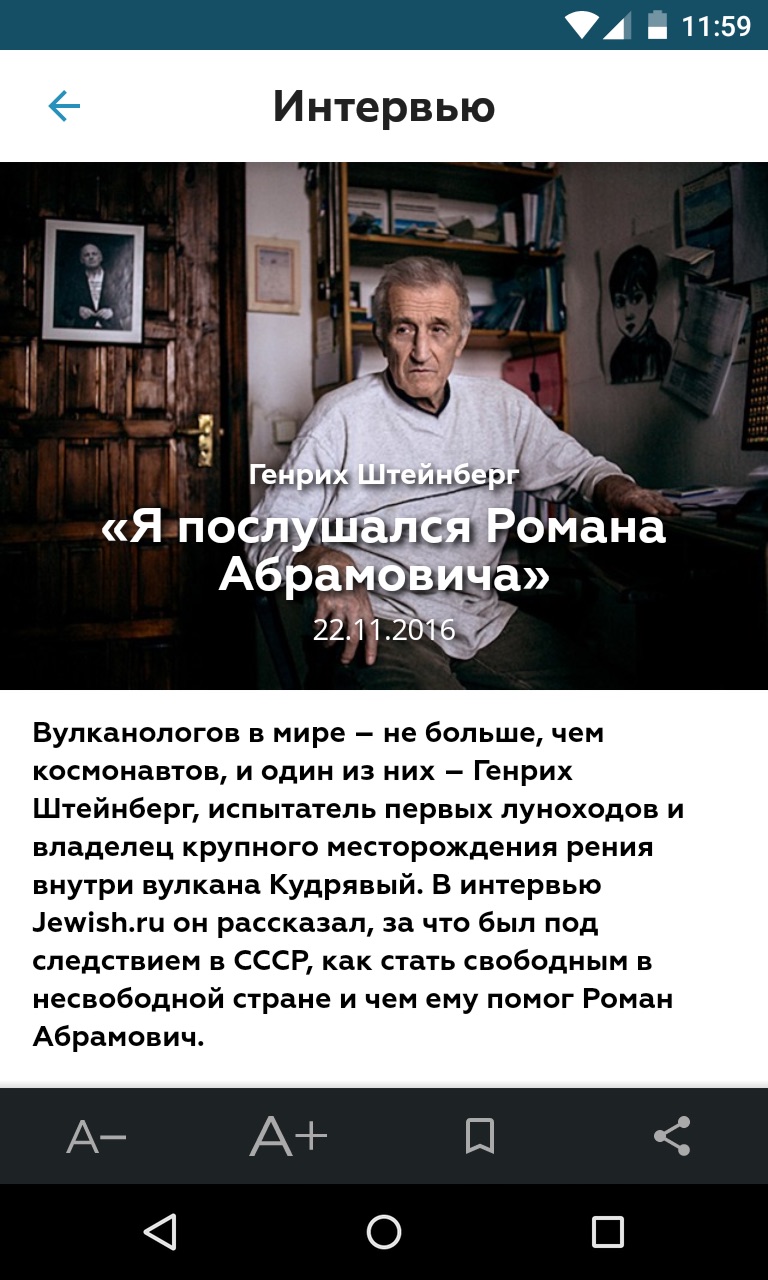 11:59
Интервью
Генрих Штейнберг
«Я послушался Романа
Абрамовича»
22.11.2016
Вулканологов в мире – не больше, чем
космонавтов, и один из них – Генрих
Штейнберг, испытатель первых луноходов и
владелец крупного месторождения рения
внутри вулкана Кудрявый. В интервью
Jewish.ru он рассказал, за что был под
следствием в СССР, как стать свободным в
несвободной стране и чем ему помог Роман
Абрамович.
A− A+